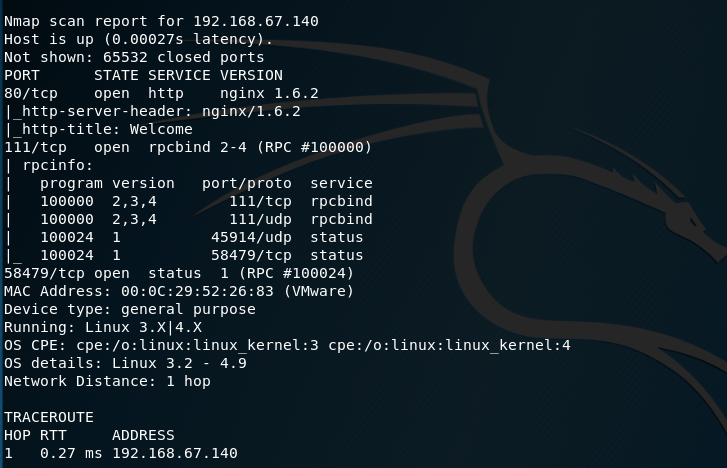 Nmap scan report for 192.168.67.140
Host is up (0.00027s latency).
Not shown: 65532 closed ports
PORT      STATE SERVICE VERSION
80/tcp    open  http    nginx 1.6.2
|_http-server-header: nginx/1.6.2
|_http-title: Welcome
111/tcp   open  rpcbind 2-4 (RPC #100000)
| rpcinfo:
|   program version   port/proto  service
|   100000  2,3,4        111/tcp  rpcbind
|   100000  2,3,4        111/udp  rpcbind
|   100024  1          45914/udp  status
|_  100024  1          58479/tcp  status
58479/tcp open  status  1 (RPC #100024)
MAC Address: 00:0C:29:52:26:83 (VMware)
Device type: general purpose
Running: Linux 3.X|4.X
OS CPE: cpe:/o:linux:linux_kernel:3 cpe:/o:linux:linux_kernel:4
OS details: Linux 3.2 - 4.9
Network Distance: 1 hop

TRACEROUTE
HOP RTT     ADDRESS
1   0.27 ms 192.168.67.140